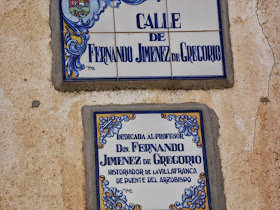 CALLE
DE
FERNANDO JIMENEZ DE GREGORIO
DEDICADA AL PROFESOR
DON FERNANDO
JIMENEZ DE GREGORIO
HISTORIADOR DE LA VILLAFRANCA
DE PUENTE DEL ARZOBISPO